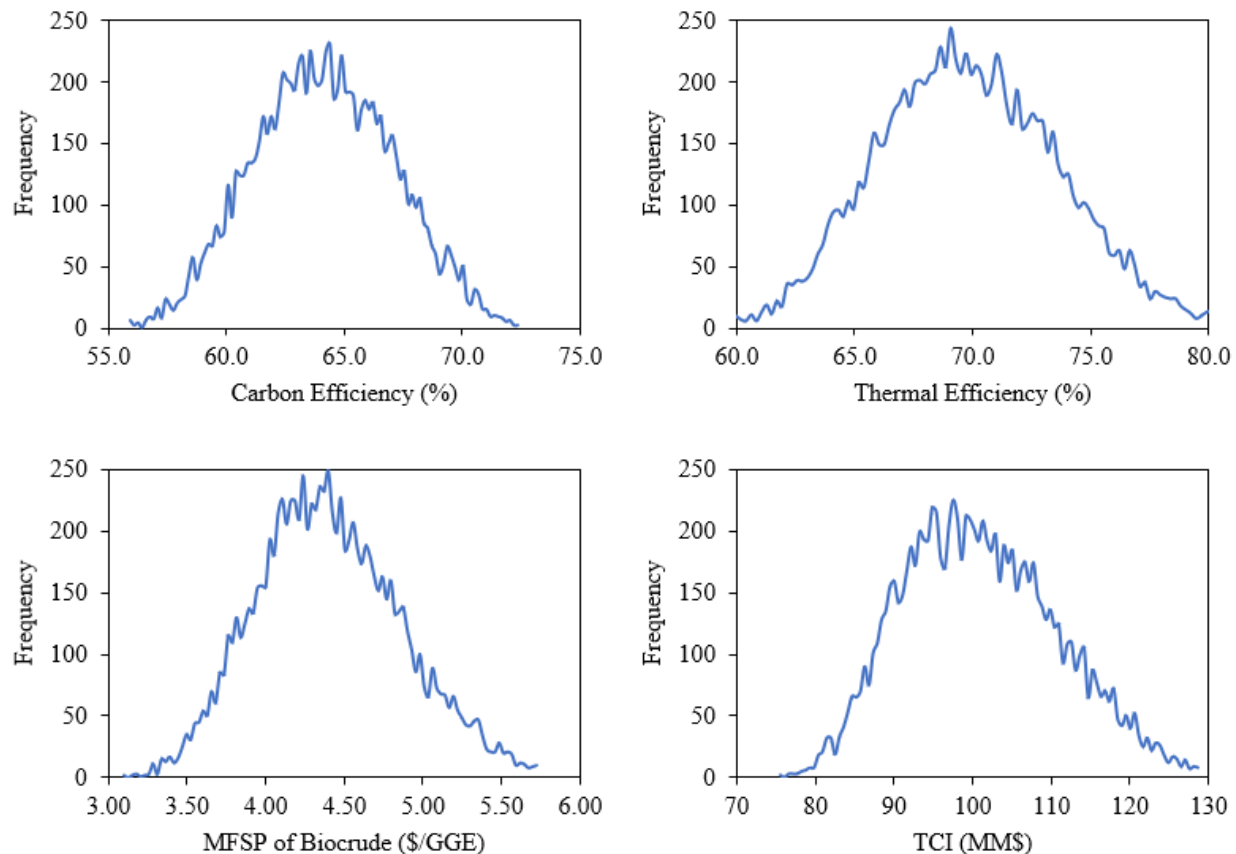 250
200
150
100
50
0
Frequency
55.0 60.0 65.0 70.0 75.0
Carbon Efficiency (%)
250
200
150
100
50
0
Frequency
60.0 65.0 70.0 75.0 80.0
Thermal Efficiency (%)
250
200
150
100
50
0
Frequency
3.00 3.50 4.00 4.50 5.00 5.50 6.00
MFSP of Biocrude ($/GGE)
250
200
150
100
50
0
Frequency
70 80 90 100 110 120 130
TCI (MM$)